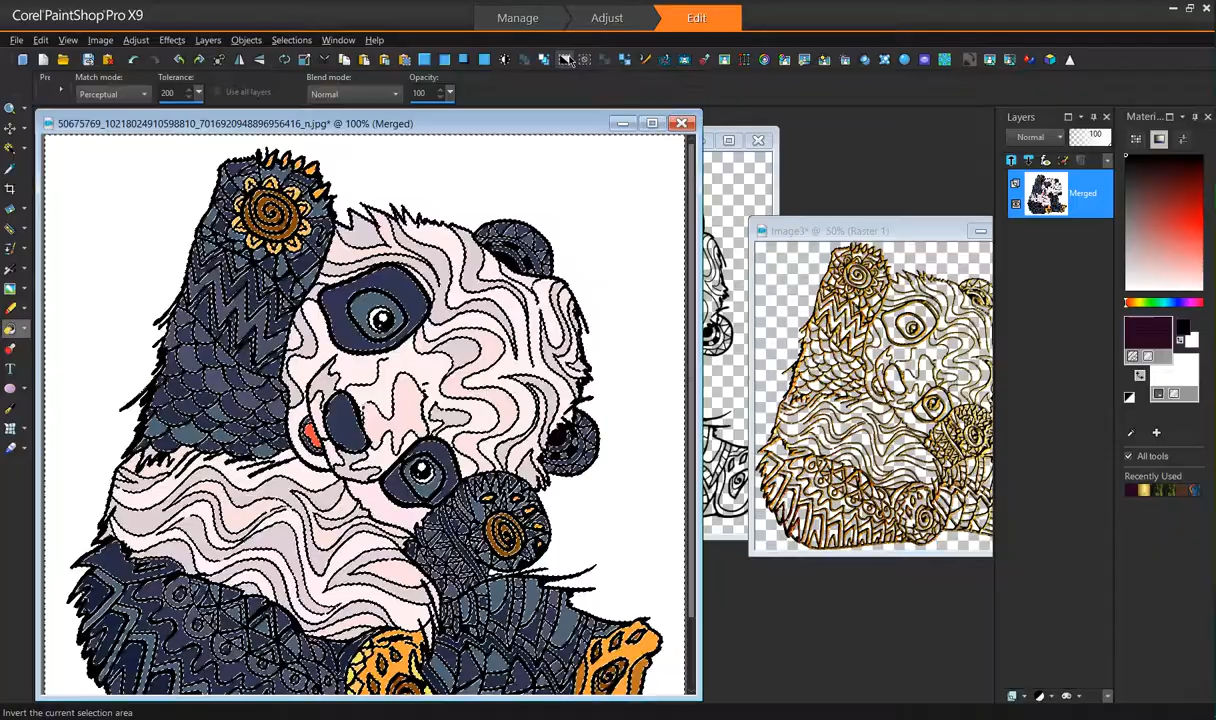 Corel PaintShop Pro X9
Manage
Adjust
Edit
File Edit View Image Adjust Effects Layers Objects Selections Window Help
Match mode:
Tolerance:
Blend mode:
Opacity:
Pr
Perceptual
200
Use all layers
Normal
100
50675769_10218024910598810_7016920948896956416_n.jpg* @ 100% (Merged)
Image3* @ 50% (Raster 1)
Layers
Normal
100
Merged
Materi...
All tools
Recently Used
Invert the current selection area